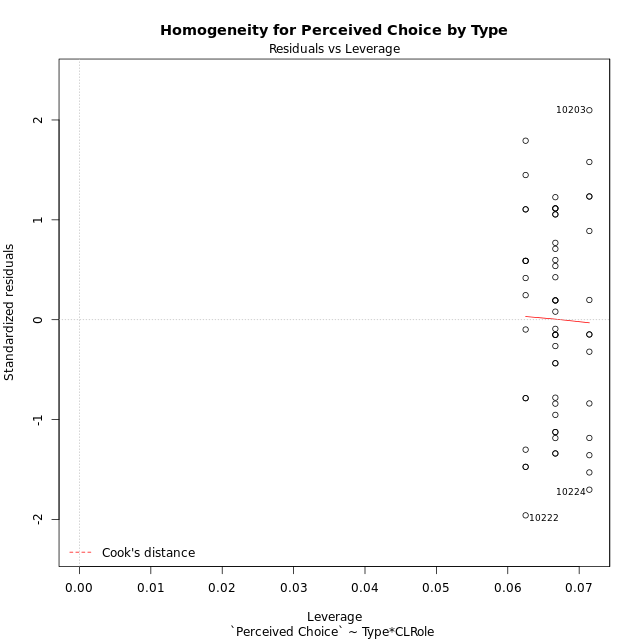 Homogeneity for Perceived Choice by Type
Residuals vs Leverage
Standardized residuals
2
1
0
-1
-2
10203
10224
10222
Cook's distance
0.00 0.01 0.02 0.03 0.04 0.05 0.06 0.07
Leverage
`Perceived Choice` ~ Type*CLRole